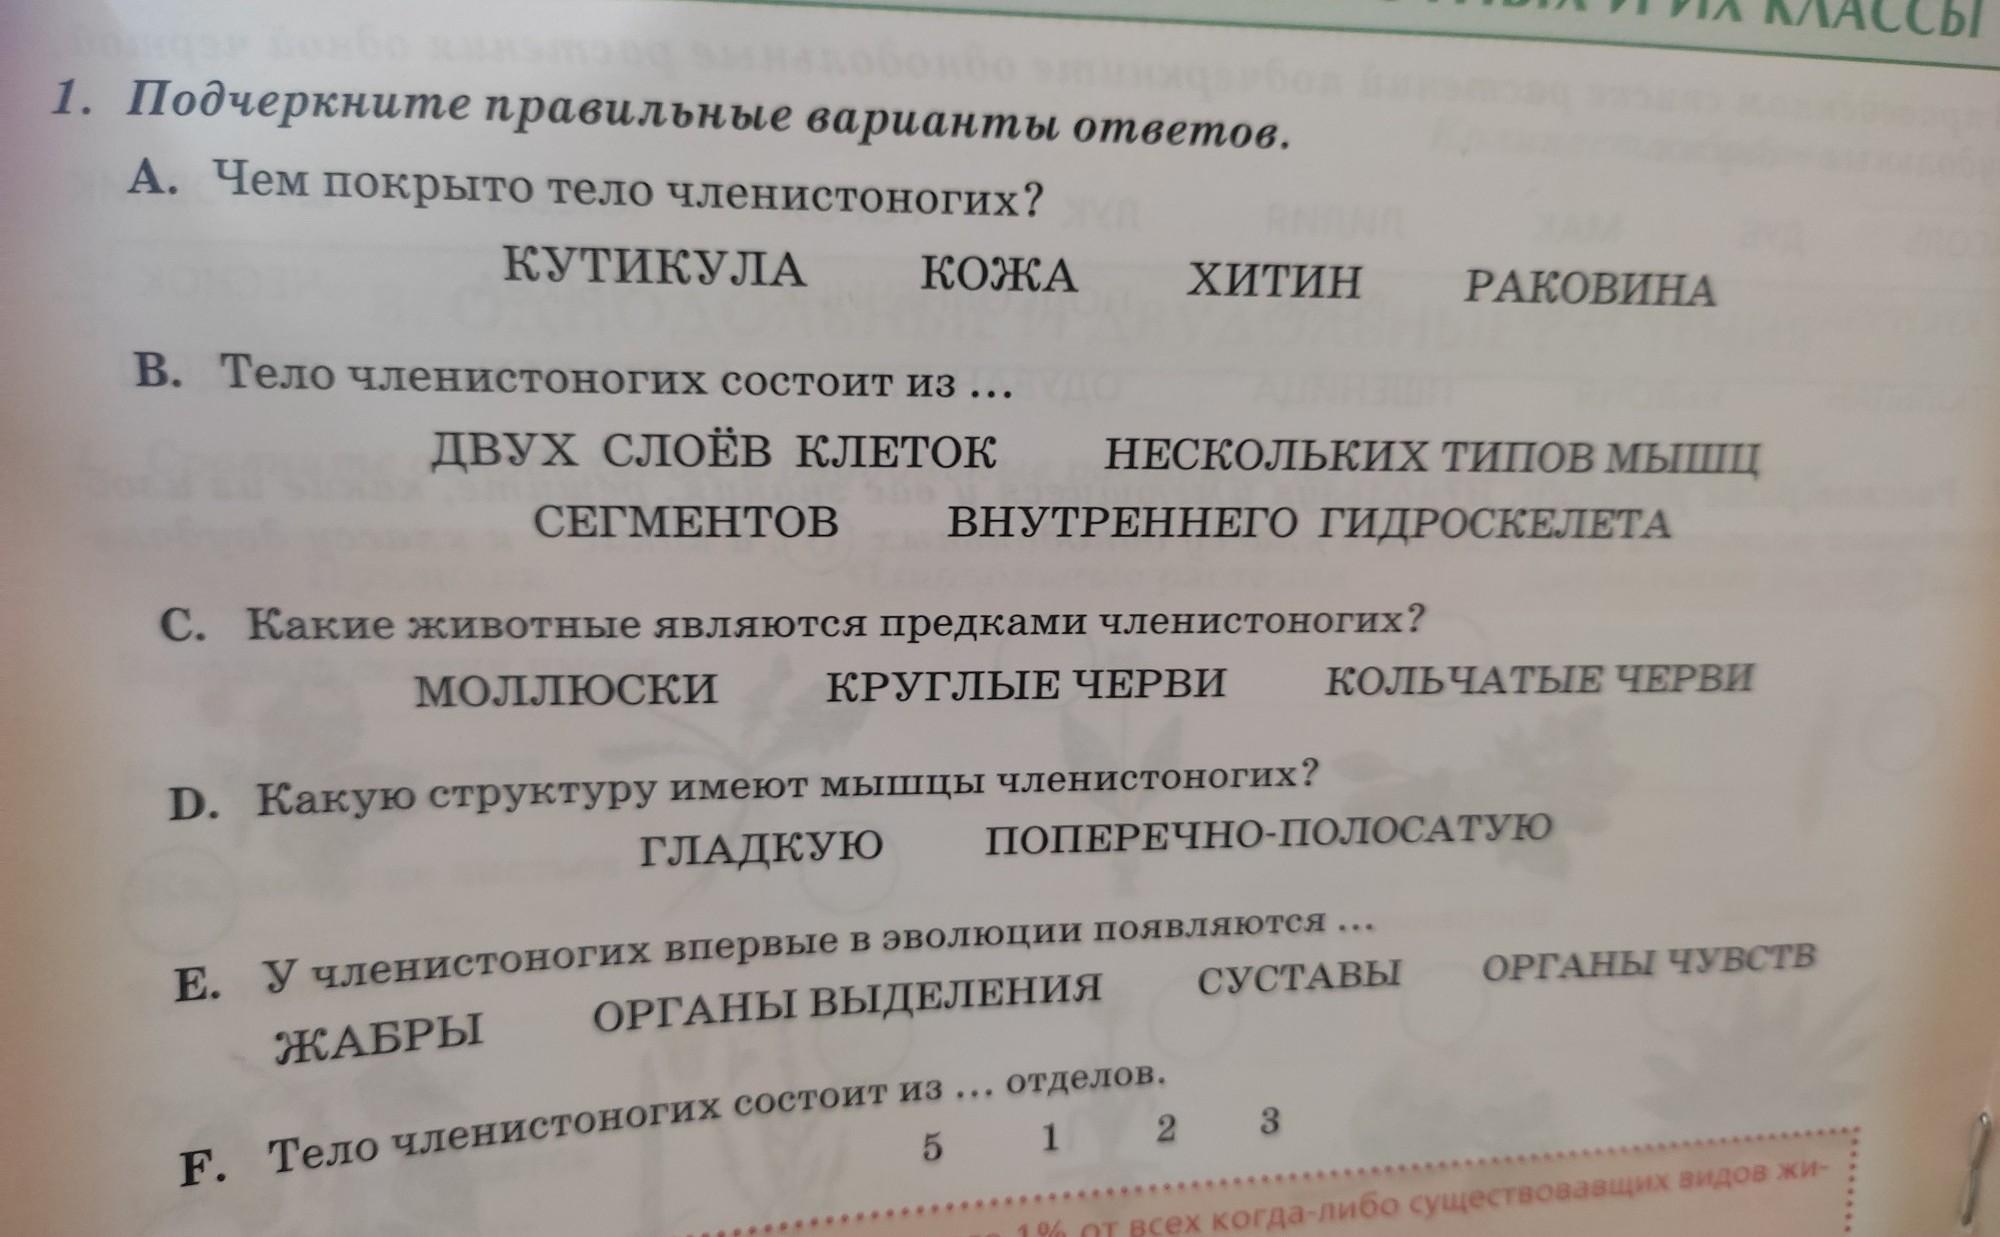 И ИХ КЛАССЫ
1. Подчеркните правильные варианты ответов.
A. Чем покрыто тело членистоногих?
КУТИКУЛА КОЖА ХИТИН РАКОВИНА
B. Тело членистоногих состоит из ...
ДВУХ СЛОЁВ КЛЕТОК НЕСКОЛЬКИХ ТИПОВ МЫШЦ
СЕГМЕНТОВ ВНУТРЕННЕГО ГИДРОСКЕЛЕТА
C. Какие животные являются предками членистоногих?
МОЛЛЮСКИ КРУГЛЫЕ ЧЕРВИ КОЛЬЧАТЫЕ ЧЕРВИ
D. Какую структуру имеют мышцы членистоногих?
ГЛАДКУЮ ПОПЕРЕЧНО-ПОЛОСАТУЮ
E. У членистоногих впервые в эволюции появляются ...
ЖАБРЫ ОРГАНЫ ВЫДЕЛЕНИЯ СУСТАВЫ ОРГАНЫ ЧУВСТВ
F. Тело членистоногих состоит из ... отделов.
5 1 2 3
1% от всех когда-либо существовавщих видов жи-